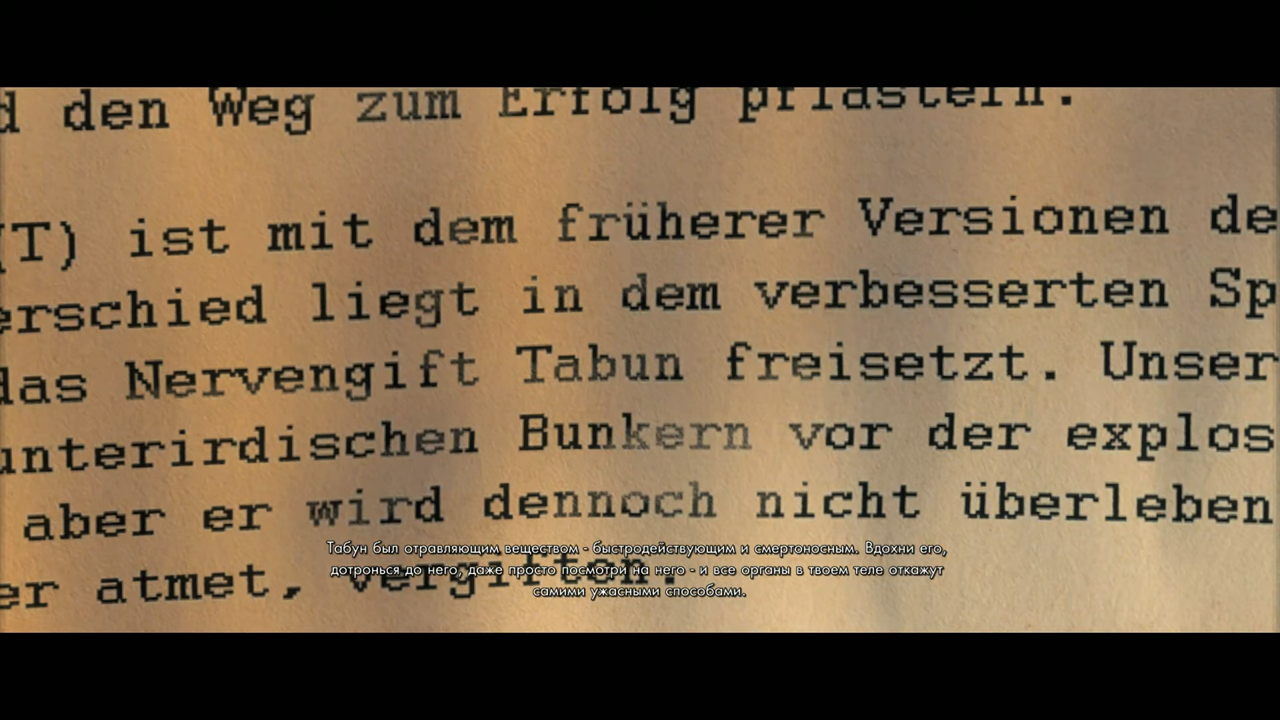 d den Weg zum Erfolg pflastern.
(T) ist mit dem früherer Versionen de
erschied liegt in dem verbesserten Sp
das Nervengift Tabun freisetzt. Unser
unterirdischen Bunkern vor der explos
aber er wird dennoch nicht überleben
er atmet, vergiften.
Табун был отравляющим веществом - быстродействующим и смертоносным. Вдохни его,
дотронься до него, даже просто посмотри на него - и все органы в твоем теле откажут
самими ужасными способами.